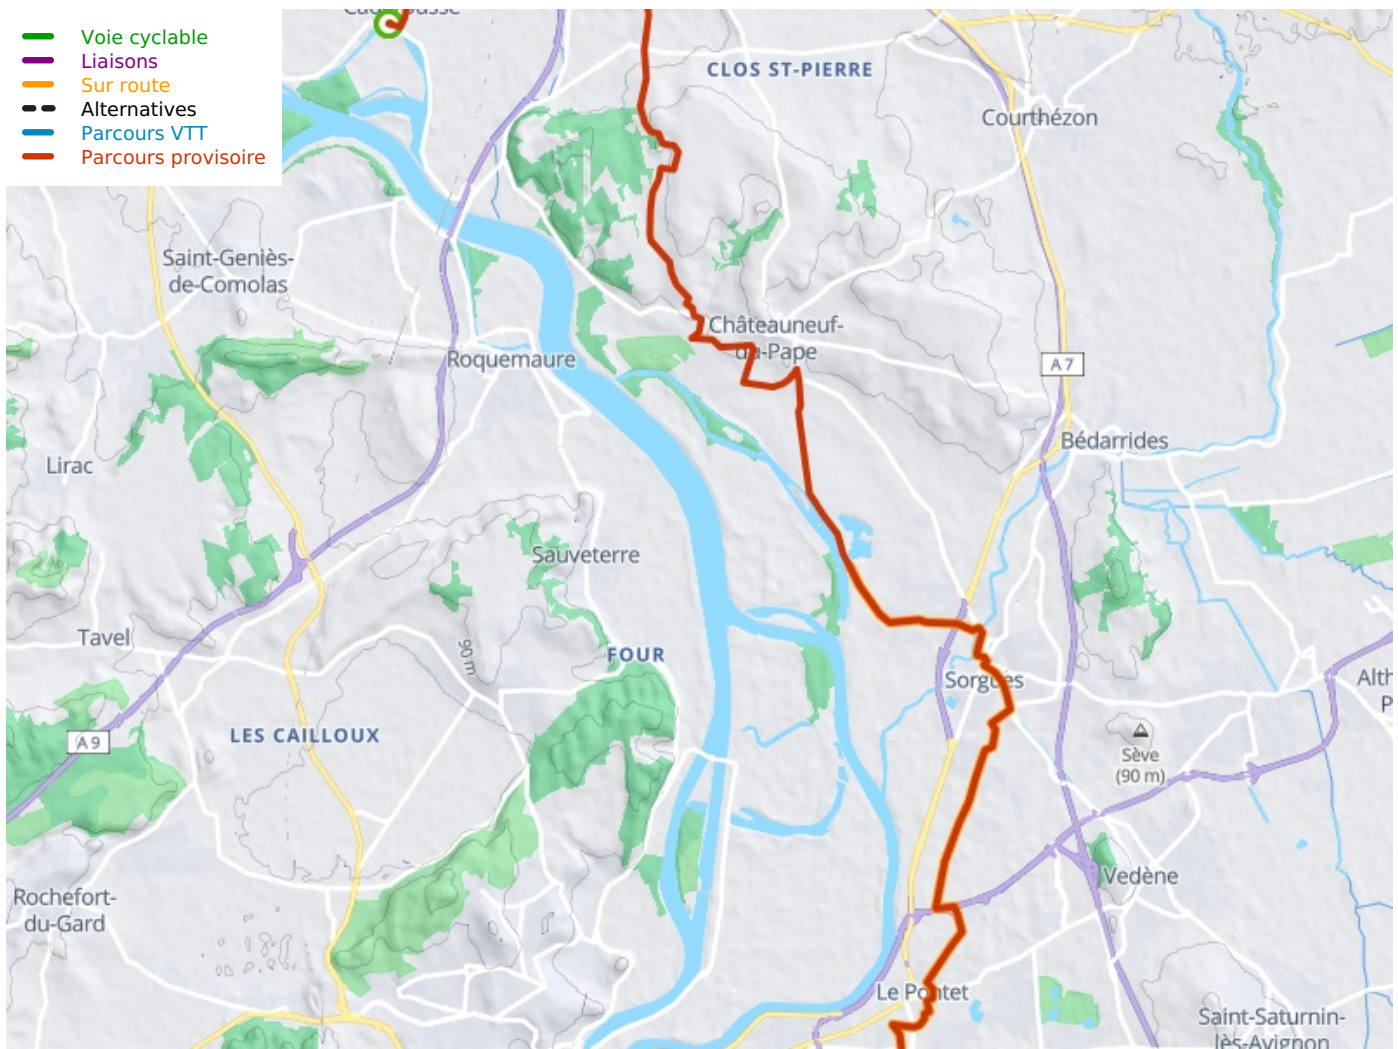 Voie cyclable
Liaisons
Sur route
Alternatives
Parcours VTT
Parcours provisoire
CLOS ST-PIERRE
Courthézon
Saint-Geniès-
de-Comolas
Châteauneuf-
du-Pape
Roquemaure
A 7
Bédarrides
Lirac
Sauveterre
Tavel
90 m
FOUR
Sorgues
LES CAILLOUX
A 9
Sève
(90 m)
Vedène
Rochefort-
du-Gard
Le Pontet
Saint-Saturnin-
lès-Avignon